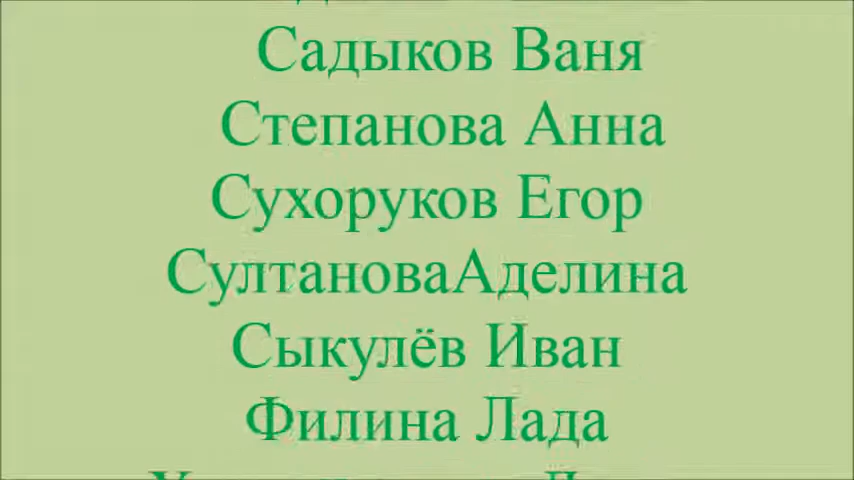 Садыков Ваня
Степанова Анна
Сухоруков Егор
СултановаАделина
Сыкулёв Иван
Филина Лада